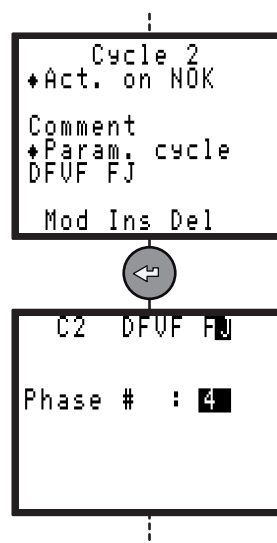 Cycle 2
♦Act. on NOK
Comment
♦Param. cycle
DFVF FJ
Mod Ins Del
C2 DFVF FJ
Phase # : 4